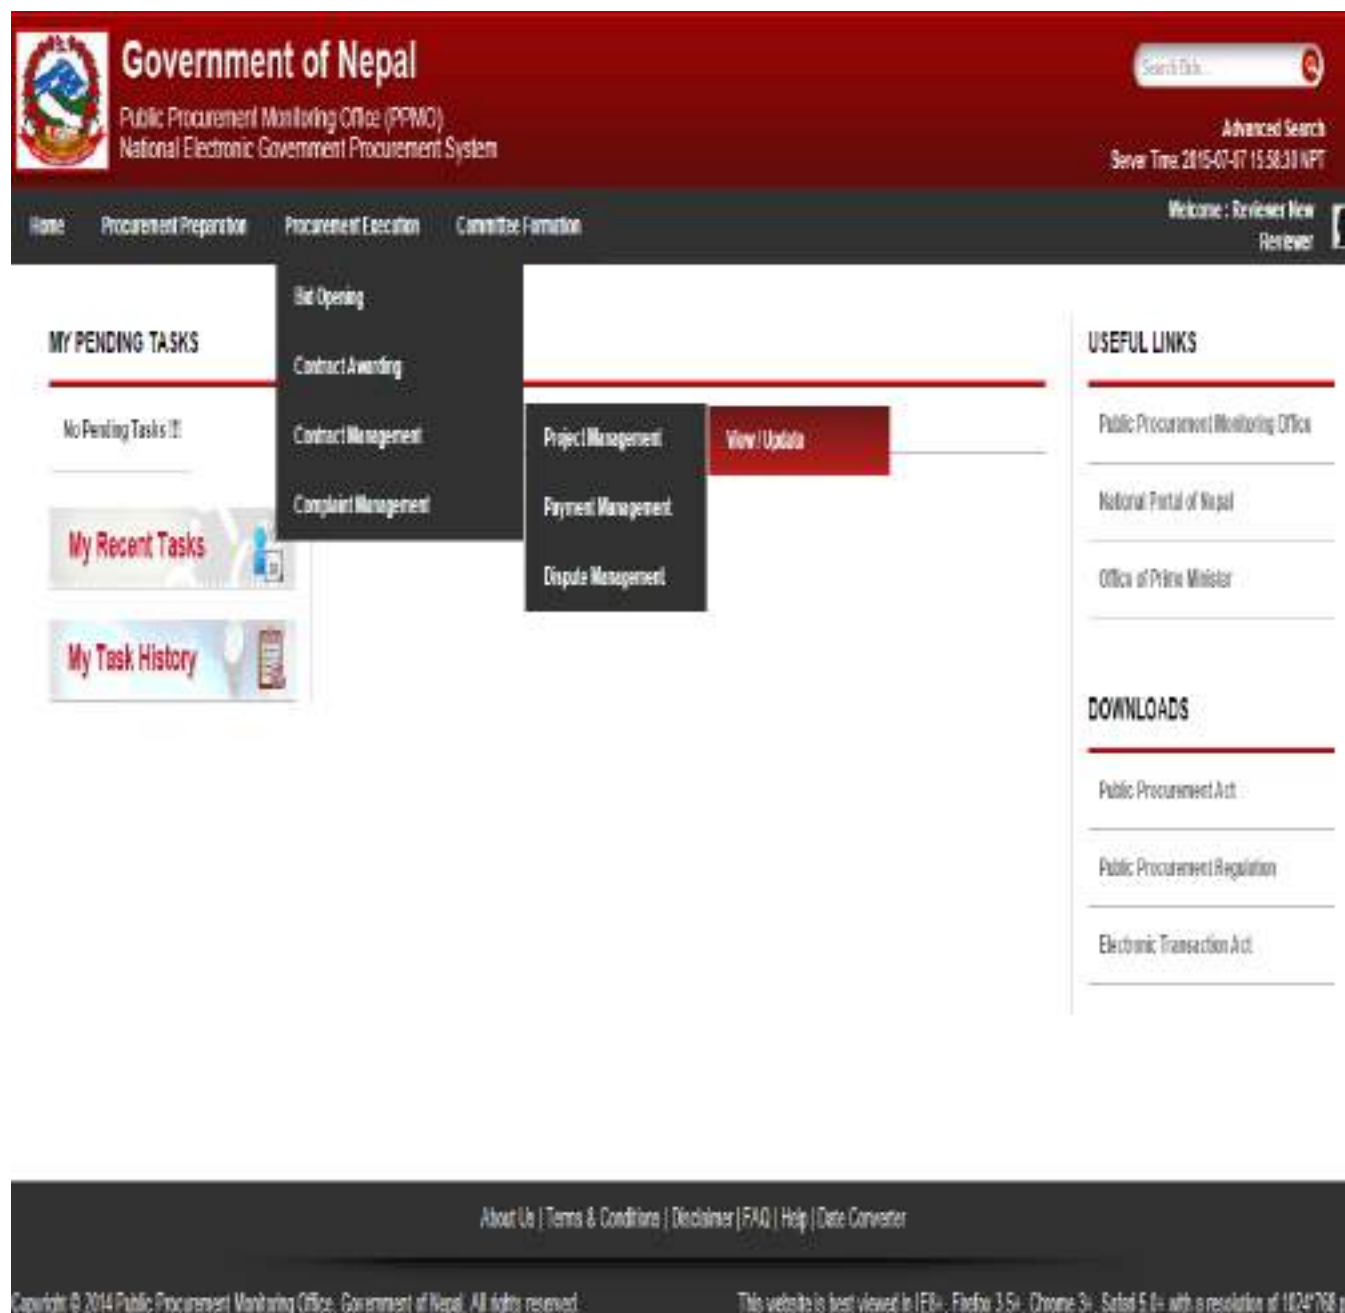 Government of Nepal
Public Procurement Monitoring Office (PPMO)
National Electronic Government Procurement System
Search Bids...
Advanced Search
Server Time: 2015-07-07 15:58:30 NPT
Home Procurement Preparation Procurement Execution Committee Formation
Welcome : Reviewer New
Reviewer
Bid Opening
Contract Awarding
Contract Management
Complaint Management
Project Management
Payment Management
Dispute Management
View / Update
MY PENDING TASKS
No Pending Tasks !!!
My Recent Tasks
My Task History
USEFUL LINKS
Public Procurement Monitoring Office
National Portal of Nepal
Office of Prime Minister
DOWNLOADS
Public Procurement Act
Public Procurement Regulation
Electronic Transaction Act
About Us | Terms & Conditions | Disclaimer | FAQ | Help | Date Converter
Copyright © 2014 Public Procurement Monitoring Office, Government of Nepal. All rights reserved.
This website is best viewed in IE8+, Firefox 3.5+, Chrome 3+, Safari 5.0+ with a resolution of 1024*768